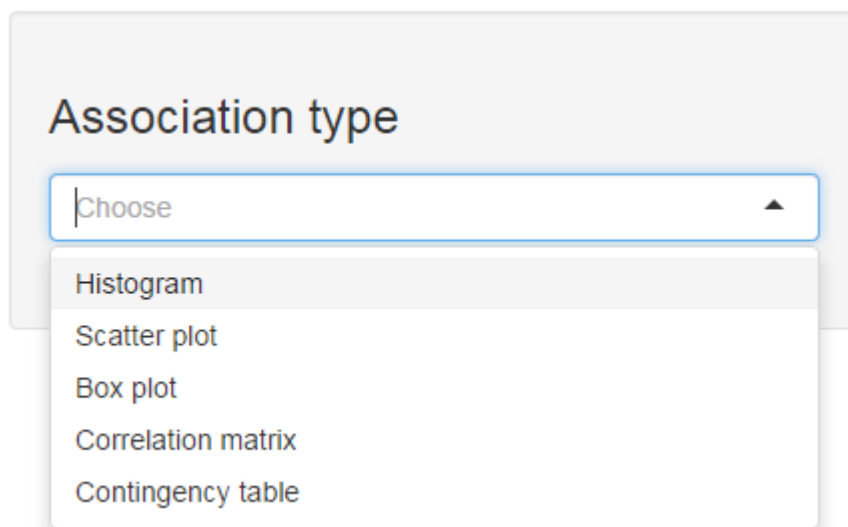 Association type
Choose
Histogram
Scatter plot
Box plot
Correlation matrix
Contingency table